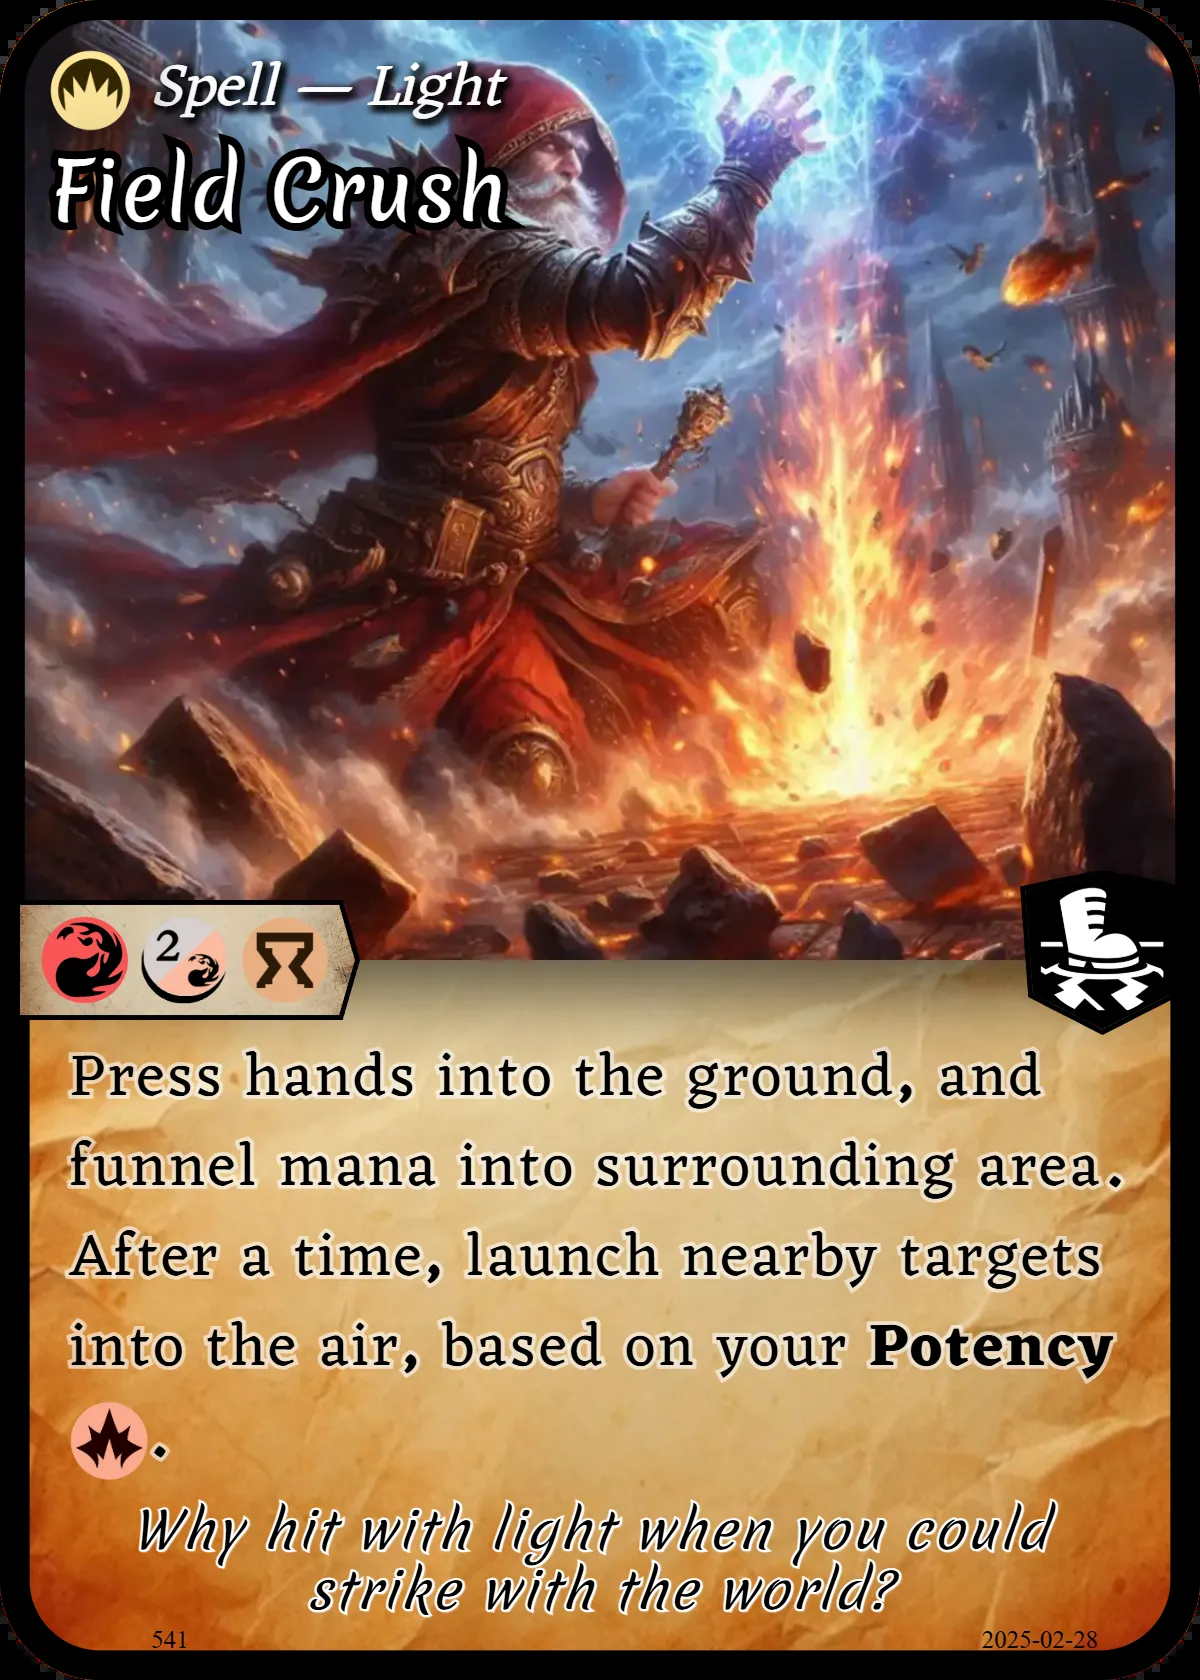 Spell — Light
Field Crush
2
Press hands into the ground, and
funnel mana into surrounding area.
After a time, launch nearby targets
into the air, based on your Potency
.
Why hit with light when you could
strike with the world?
541
2025-02-28